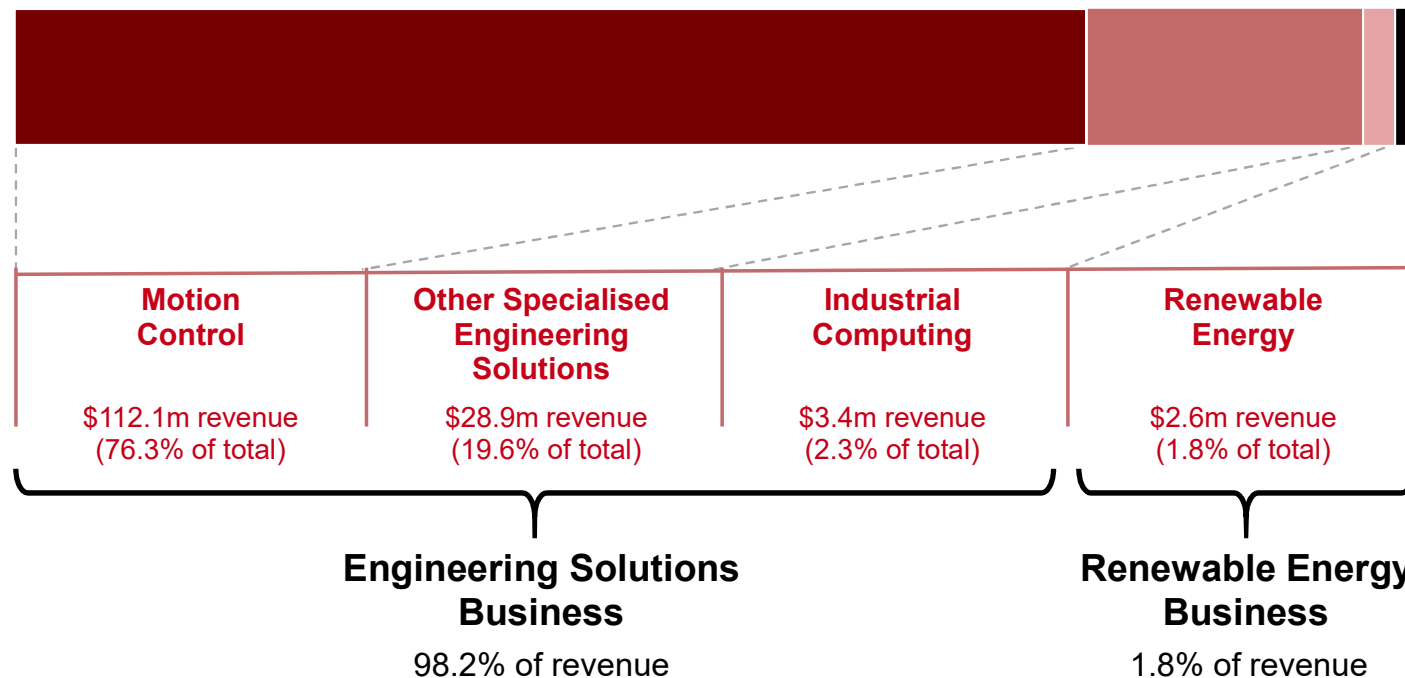 Motion
Control
$112.1m revenue
(76.3% of total)
Other Specialised
Engineering
Solutions
$28.9m revenue
(19.6% of total)
Industrial
Computing
$3.4m revenue
(2.3% of total)
Renewable
Energy
$2.6m revenue
(1.8% of total)
Engineering Solutions
Business
98.2% of revenue
Renewable Energy
Business
1.8% of revenue